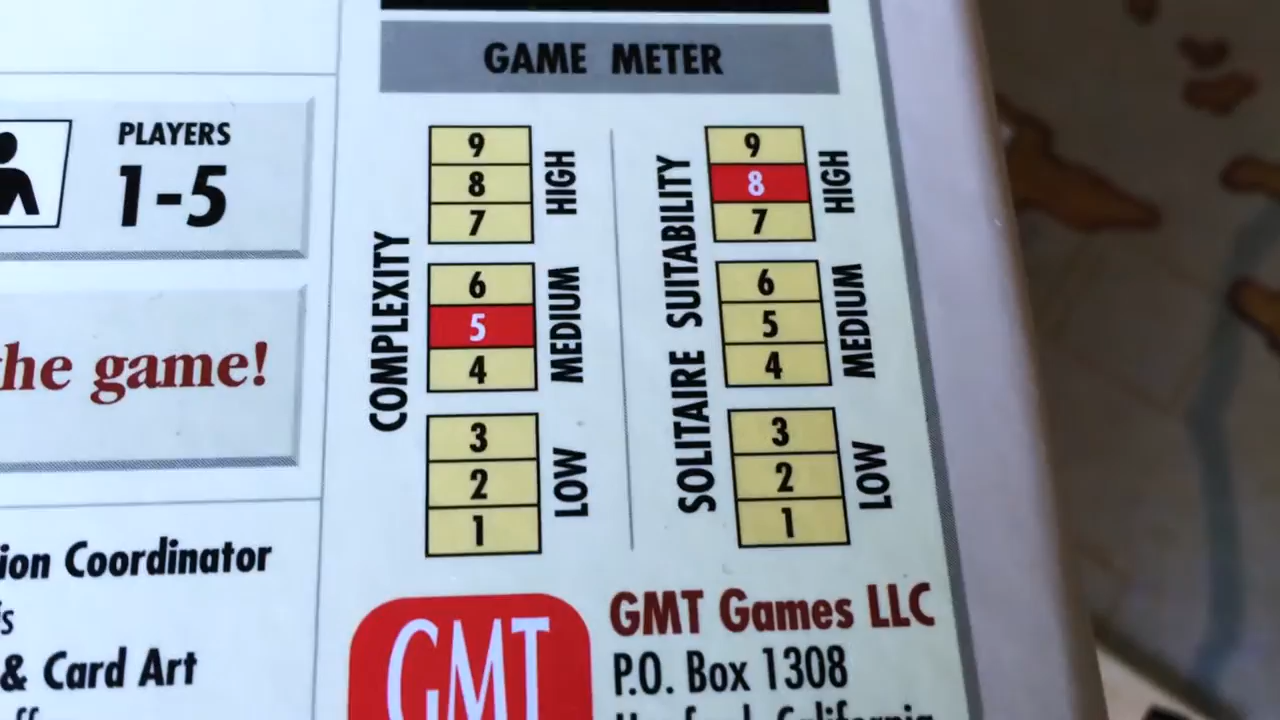 GAME METER
PLAYERS
1-5
he game!
COMPLEXITY
9
8
7
HIGH
6
5
4
MEDIUM
3
2
1
LOW
SOLITAIRE SUITABILITY
9
8
7
HIGH
6
5
4
MEDIUM
3
2
1
LOW
ion Coordinator
is
& Card Art
GMT
GMT Games LLC
P.O. Box 1308